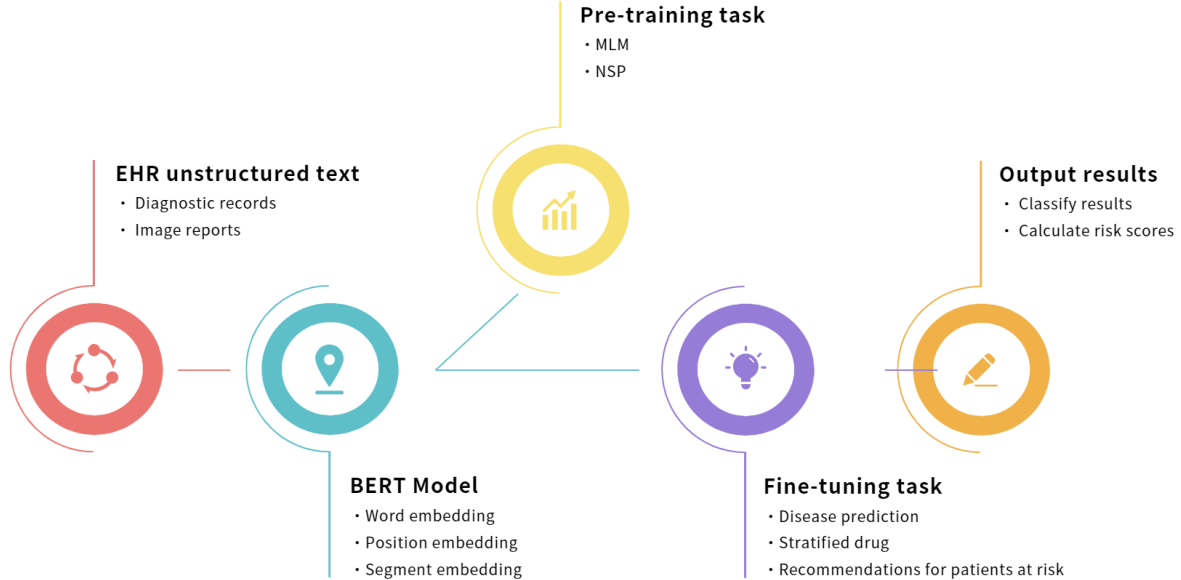 Pre-training task
・MLM
・NSP
EHR unstructured text
・ Diagnostic records
・ Image reports
Output results
・ Classify results
・ Calculate risk scores
BERT Model
・Word embedding
・Position embedding
・Segment embedding
Fine-tuning task
・Disease prediction
・Stratified drug
・Recommendations for patients at risk